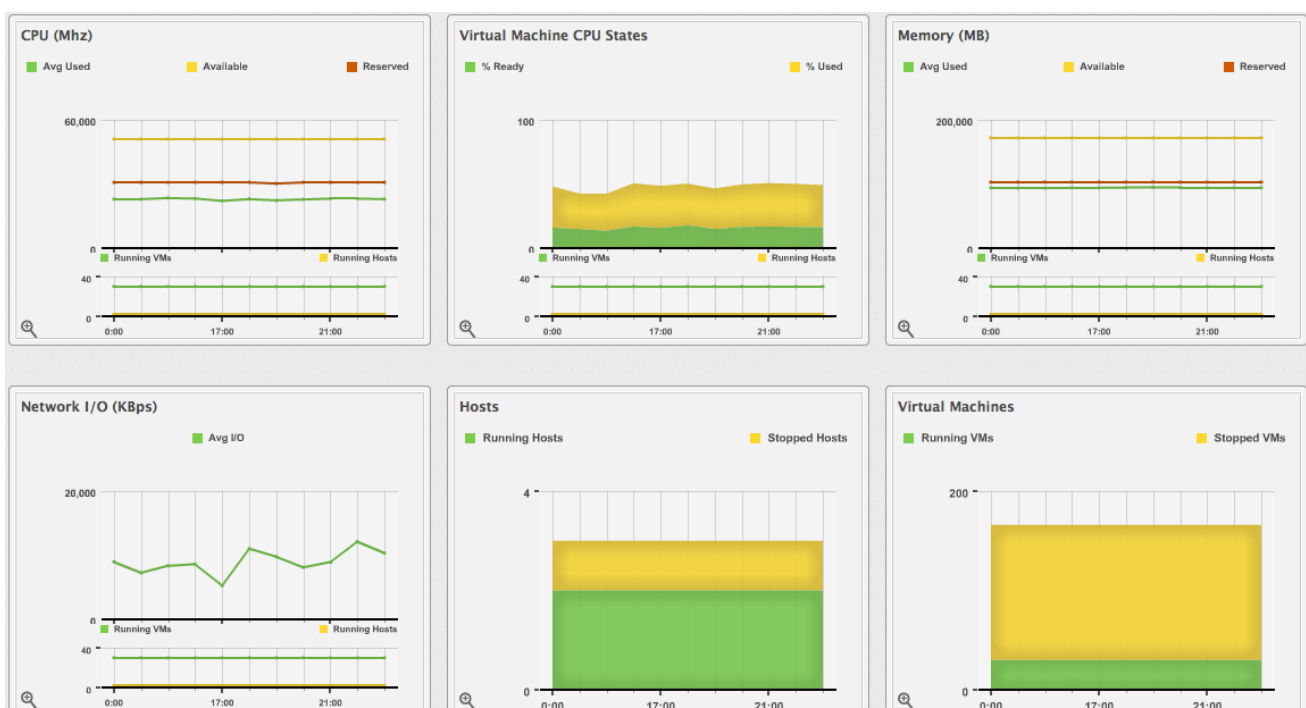 CPU (Mhz)
Avg Used Available Reserved
60,000
0
Running VMs Running Hosts
40
0
0:00 17:00 21:00
Virtual Machine CPU States
% Ready % Used
100
0
Running VMs Running Hosts
40
0
0:00 17:00 21:00
Memory (MB)
Avg Used Available Reserved
200,000
0
Running VMs Running Hosts
40
0
0:00 17:00 21:00
Network I/O (KBps)
Avg I/O
20,000
0
Running VMs Running Hosts
40
0
0:00 17:00 21:00
Hosts
Running Hosts Stopped Hosts
4
0
0:00 17:00 21:00
Virtual Machines
Running VMs Stopped VMs
200
0
0:00 17:00 21:00